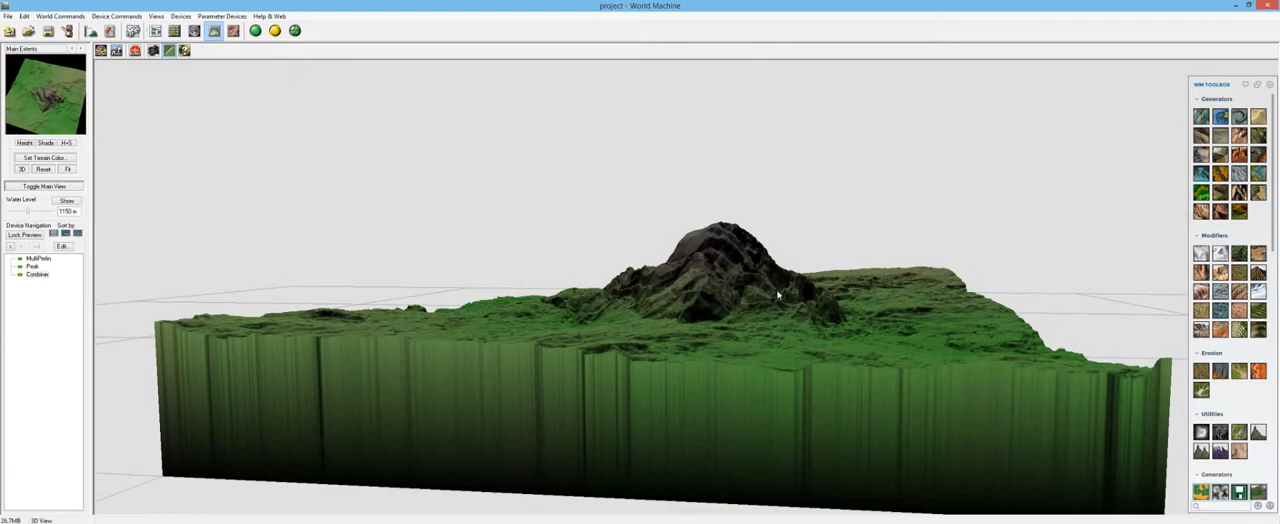 project - World Machine
File Edit World Commands Device Commands Views Devices Parameter Devices Help & Web
Main Extents
WM TOOLBOX
Generators
Height Shade H+S
Set Terrain Color...
3D Reset Fit
Toggle Main View
Water Level Show
1150 m
Device Navigation Sort by
Lock Preview
Edit...
MultiPerlin
Peak
Combiner
Modifiers
Erosion
Utilities
Generators
26.7MB 3D View